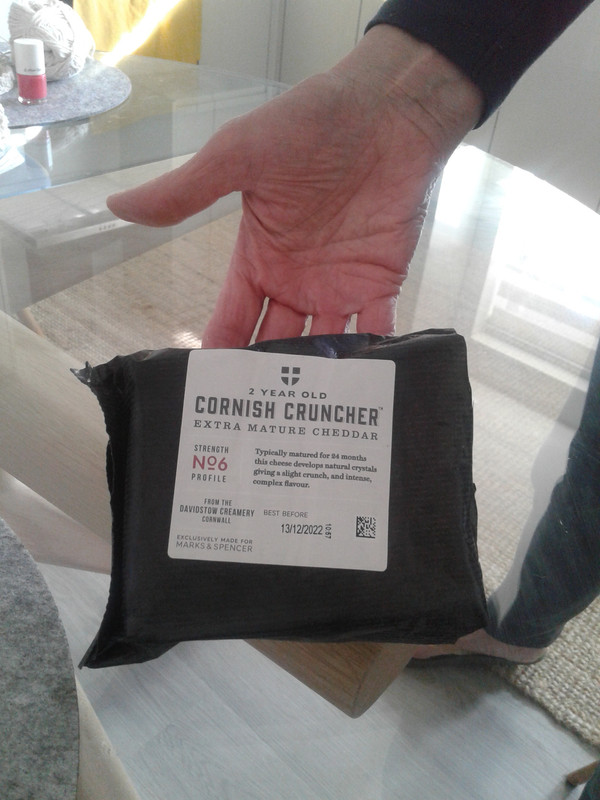 2 YEAR OLD
CORNISH CRUNCHER™
EXTRA MATURE CHEDDAR
STRENGTH
Nº6
PROFILE
Typically matured for 24 months
this cheese develops natural crystals
giving a slight crunch, and intense,
complex flavour.
FROM THE
DAVIDSTOW CREAMERY
CORNWALL
BEST BEFORE
13/12/2022
10:57
EXCLUSIVELY MADE FOR
MARKS & SPENCER